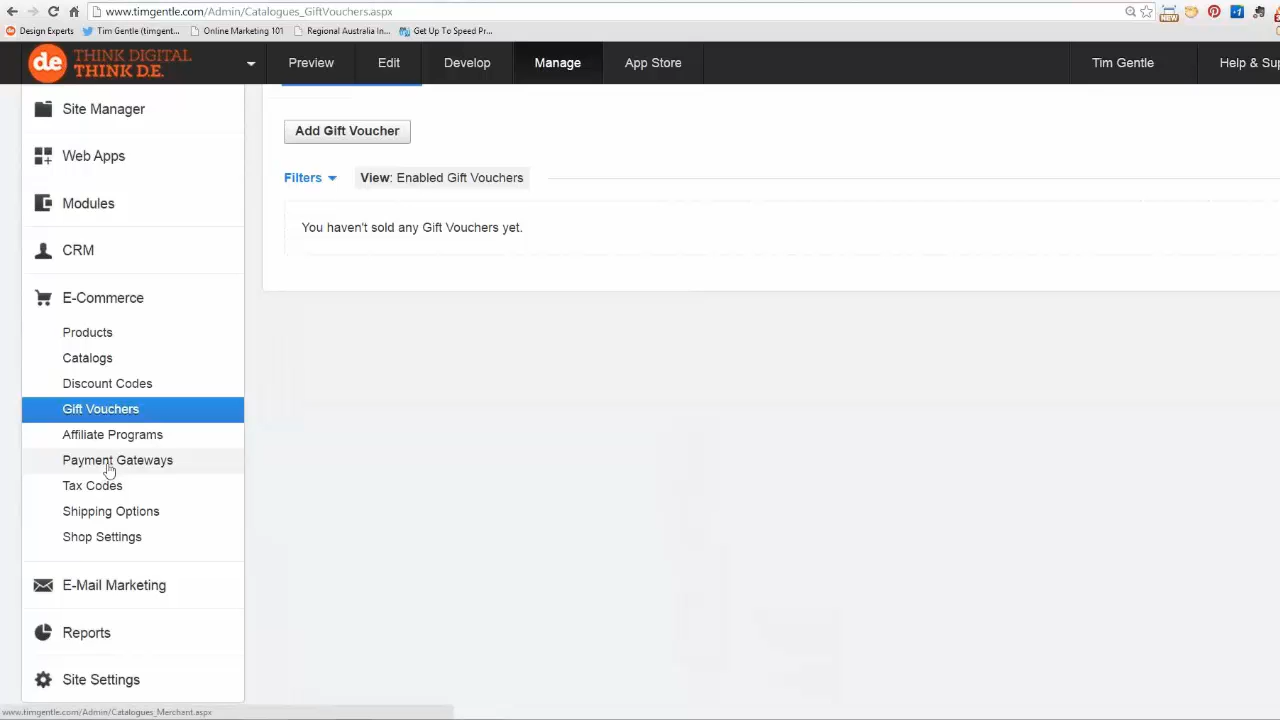 www.timgentle.com/Admin/Catalogues_GiftVouchers.aspx
Design Experts
Tim Gentle (timgent...
Online Marketing 101
Regional Australia In...
Get Up To Speed Pr...
d.e
THINK DIGITAL
THINK D.E.
Preview
Edit
Develop
Manage
App Store
Tim Gentle
Help & Sup
Site Manager
Web Apps
Modules
CRM
E-Commerce
Products
Catalogs
Discount Codes
Gift Vouchers
Affiliate Programs
Payment Gateways
Tax Codes
Shipping Options
Shop Settings
E-Mail Marketing
Reports
Site Settings
Add Gift Voucher
Filters
View: Enabled Gift Vouchers
You haven't sold any Gift Vouchers yet.
www.timgentle.com/Admin/Catalogues_Merchant.aspx